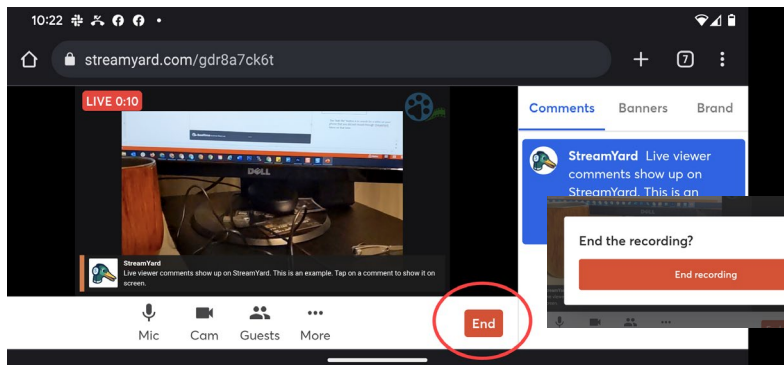 10:22
streamyard.com/gdr8a7ck6t
7
LIVE 0:10
DELL
StreamYard
Live viewer comments show up on StreamYard. This is an example. Tap on a comment to show it on
screen.
Mic
Cam
Guests
More
End
Comments
Banners
Brand
StreamYard Live viewer
comments show up on
StreamYard. This is an
End the recording?
End recording